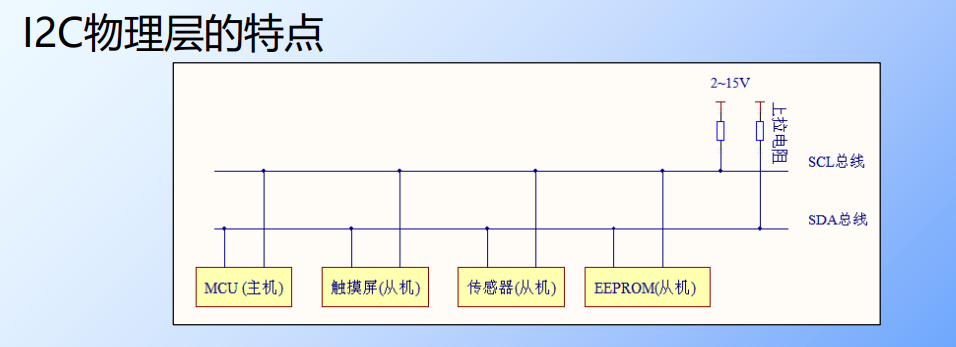 I2C物理层的特点
2~15V
上拉电阻
SCL总线
SDA总线
MCU (主机)
触摸屏(从机)
传感器(从机)
EEPROM(从机)